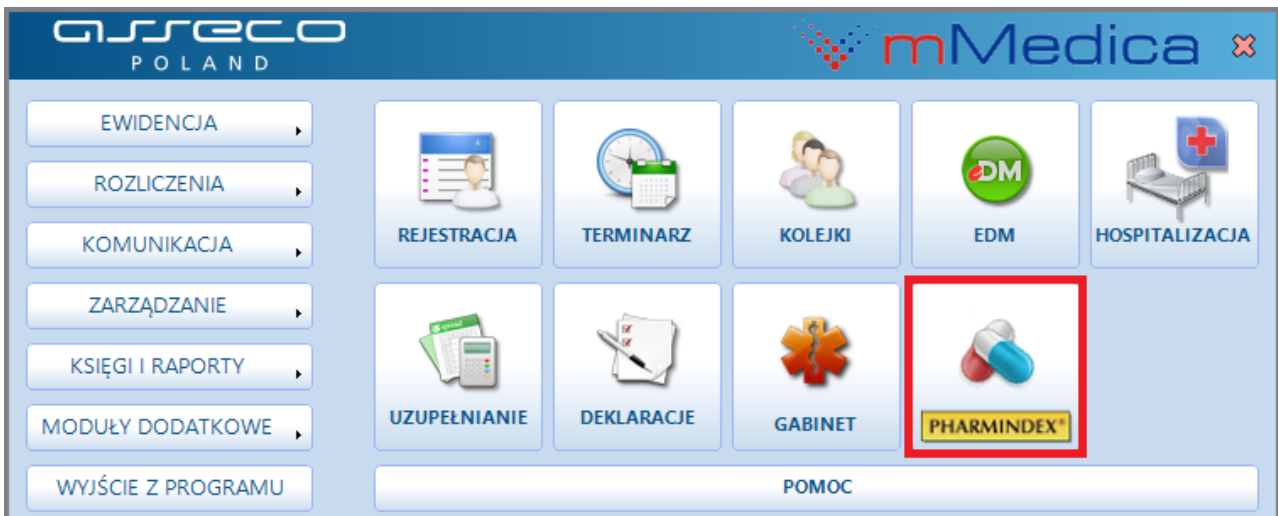 asseco
POLAND
mMedica
EWIDENCJA
ROZLICZENIA
KOMUNIKACJA
ZARZĄDZANIE
KSIĘGI I RAPORTY
MODUŁY DODATKOWE
WYJŚCIE Z PROGRAMU
REJESTRACJA
TERMINARZ
KOLEJKI
eDM
EDM
HOSPITALIZACJA
UZUPEŁNIANIE
DEKLARACJE
GABINET
PHARMINDEX®
POMOC